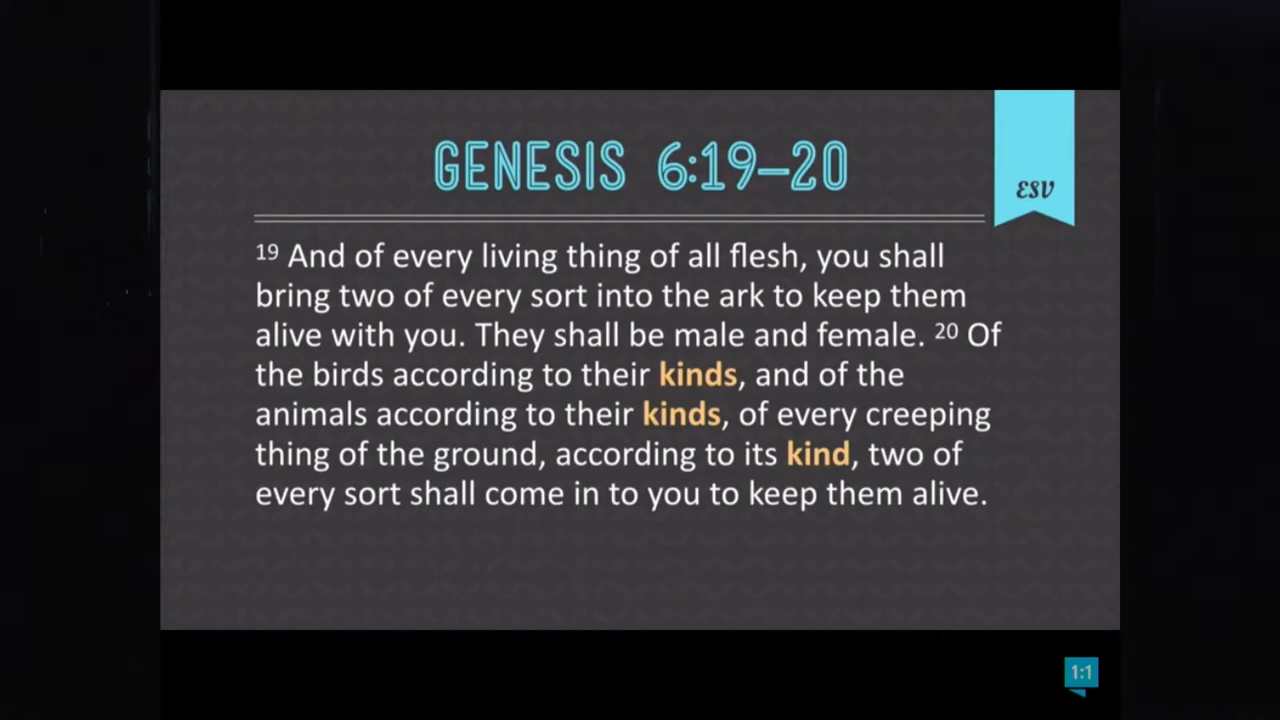 GENESIS 6:19–20
ESV
19 And of every living thing of all flesh, you shall
bring two of every sort into the ark to keep them
alive with you. They shall be male and female. 20 Of
the birds according to their kinds, and of the
animals according to their kinds, of every creeping
thing of the ground, according to its kind, two of
every sort shall come in to you to keep them alive.
1:1